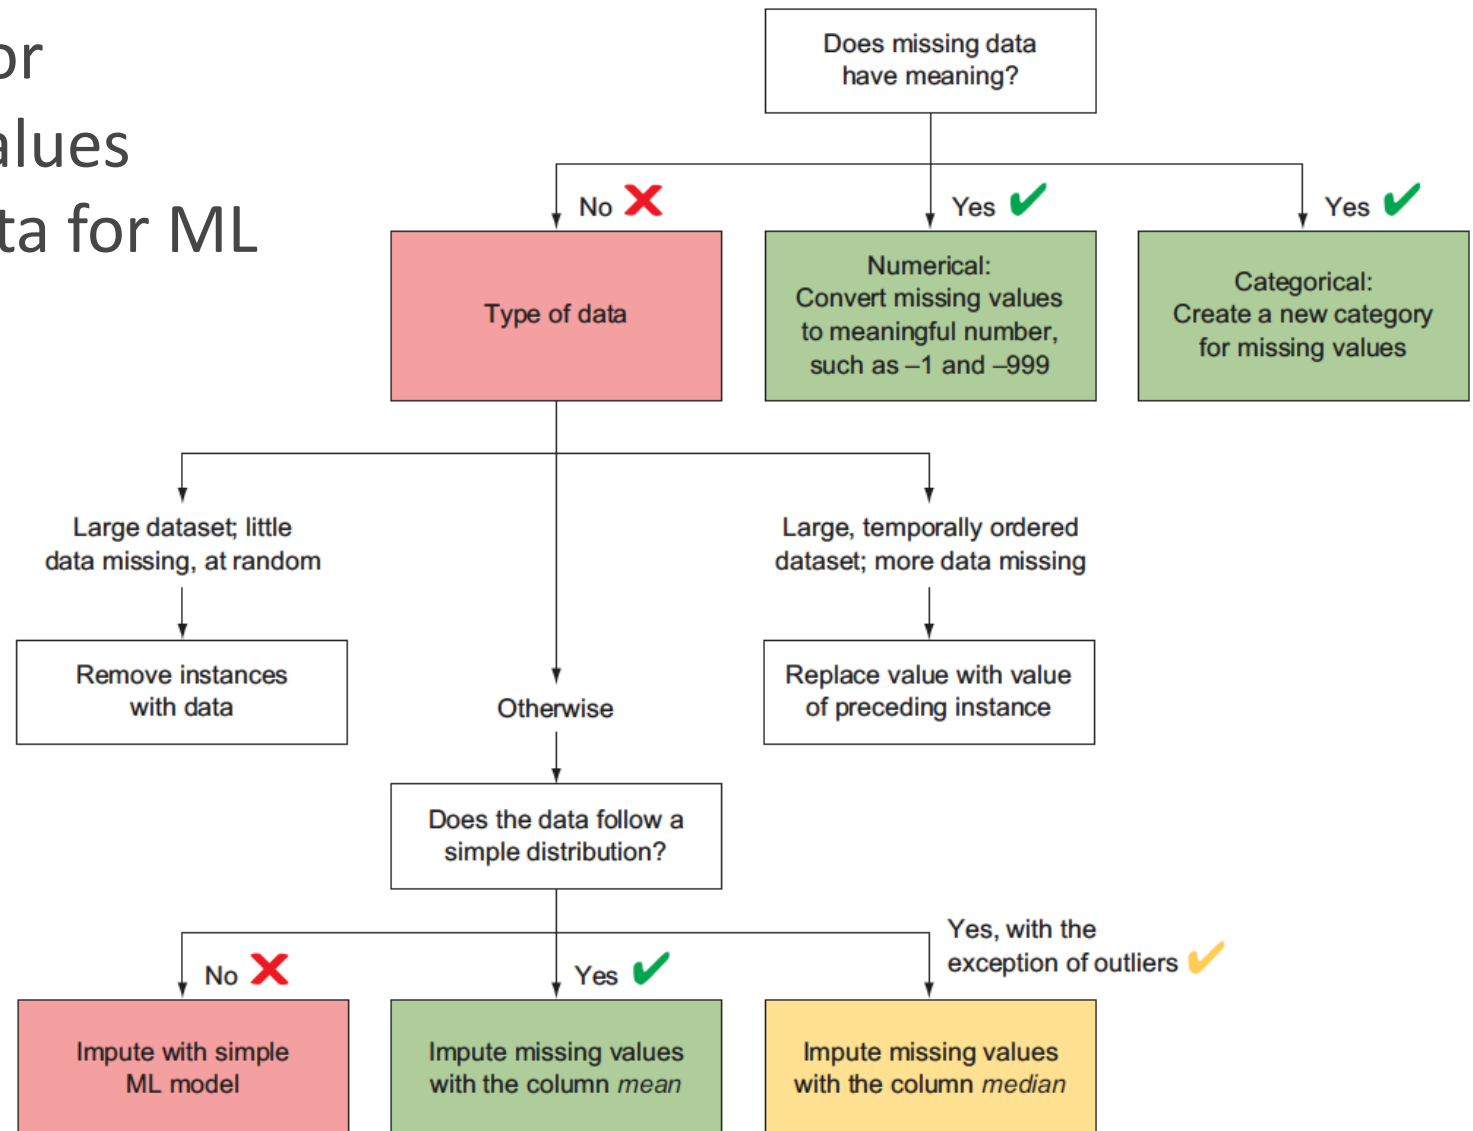 or
alues
ta for ML
Does missing data
have meaning?
No
Yes
Yes
Type of data
Numerical:
Convert missing values
to meaningful number,
such as –1 and –999
Categorical:
Create a new category
for missing values
Large dataset; little
data missing, at random
Large, temporally ordered
dataset; more data missing
Remove instances
with data
Otherwise
Replace value with value
of preceding instance
Does the data follow a
simple distribution?
No
Yes
Yes, with the
exception of outliers
Impute with simple
ML model
Impute missing values
with the column mean
Impute missing values
with the column median